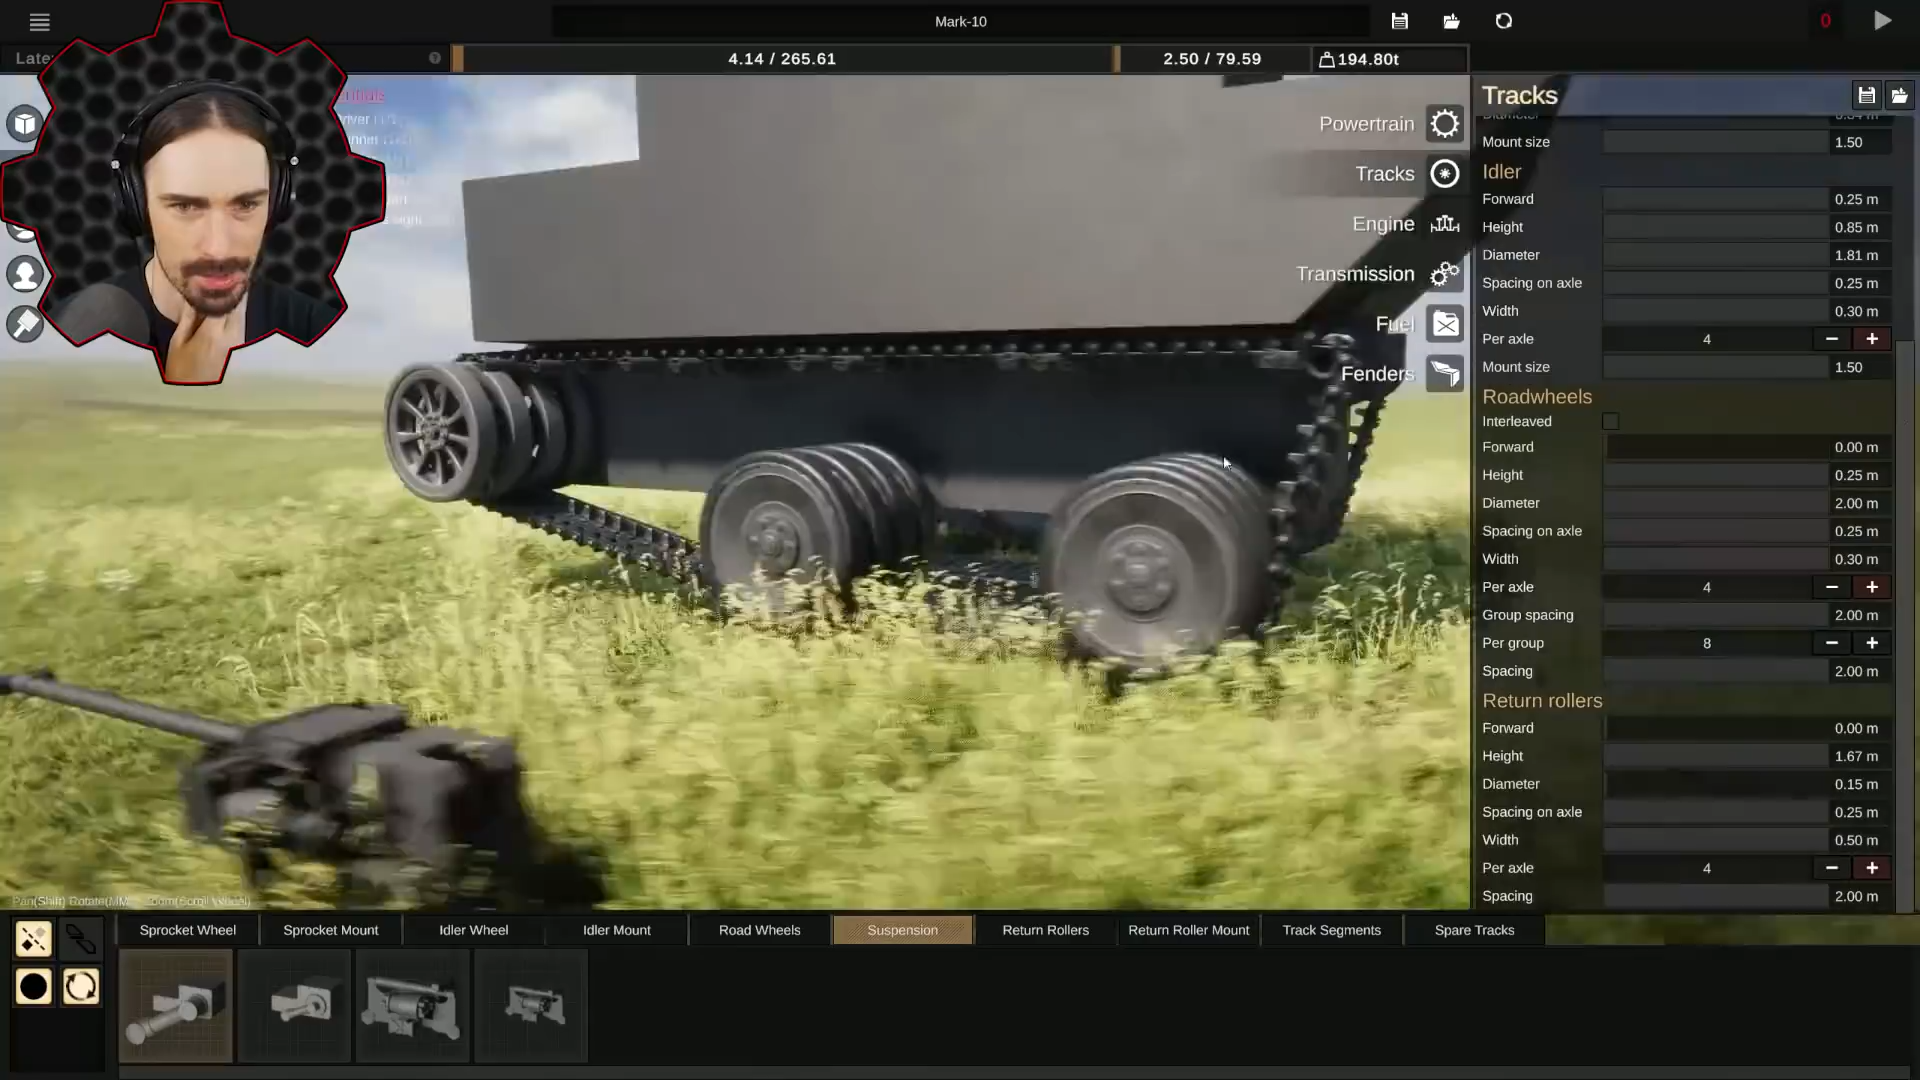 Mark-10
0
4.14 / 265.61
2.50 / 79.59
194.80t
Powertrain
Tracks
Engine
Transmission
Fuel
Fenders
Tracks
Mount size 1.50
Idler
Forward 0.25 m
Height 0.85 m
Diameter 1.81 m
Spacing on axle 0.25 m
Width 0.30 m
Per axle 4 - +
Mount size 1.50
Roadwheels
Interleaved
Forward 0.00 m
Height 0.25 m
Diameter 2.00 m
Spacing on axle 0.25 m
Width 0.30 m
Per axle 4 - +
Group spacing 2.00 m
Per group 8 - +
Spacing 2.00 m
Return rollers
Forward 0.00 m
Height 1.67 m
Diameter 0.15 m
Spacing on axle 0.25 m
Width 0.50 m
Per axle 4 - +
Spacing 2.00 m
Sprocket Wheel
Sprocket Mount
Idler Wheel
Idler Mount
Road Wheels
Suspension
Return Rollers
Return Roller Mount
Track Segments
Spare Tracks